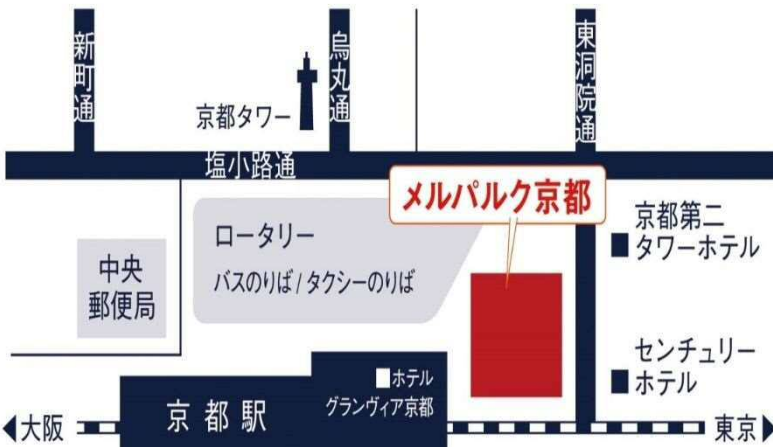 新町通
烏丸通
東洞院通
京都タワー
塩小路通
メルパルク京都
ロータリー
バスのりば / タクシーのりば
中央
郵便局
京都第二
タワーホテル
センチュリー
ホテル
ホテル
グランヴィア京都
京都駅
大阪
東京